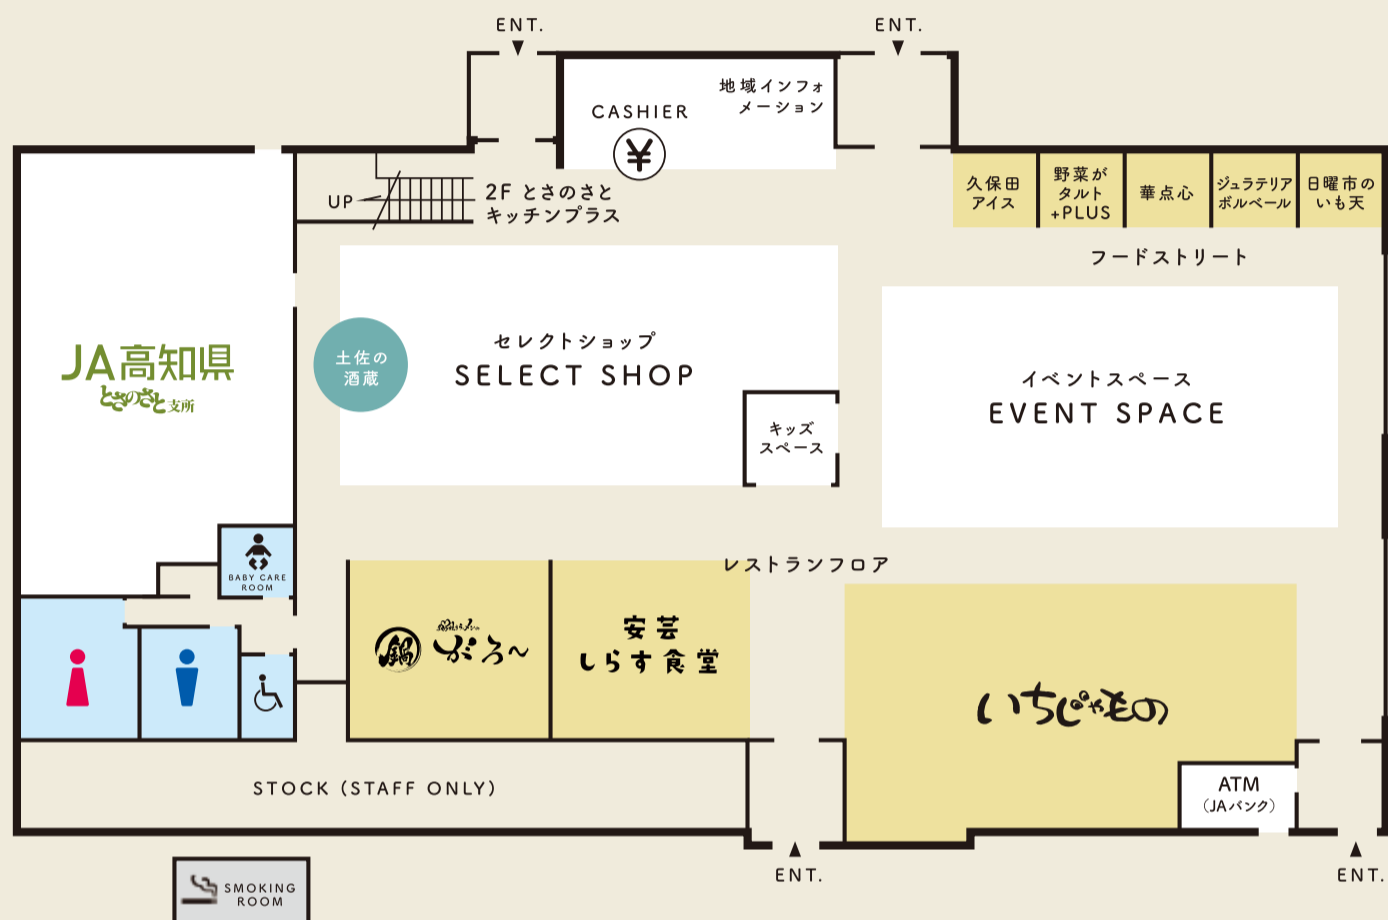 ENT.
ENT.
地域インフォ
メーション
CASHIER
¥
UP
2F とさのさと
キッチンプラス
久保田
アイス
野菜が
タルト
+PLUS
華点心
ジェラテリア
ボルベール
日曜市の
いも天
フードストリート
JA高知県
とさのさと支所
土佐の
酒蔵
セレクトショップ
SELECT SHOP
キッズ
スペース
イベントスペース
EVENT SPACE
BABY CARE
ROOM
レストランフロア
鍋
がろ〜
安芸
しらす食堂
いちじゃもの
STOCK (STAFF ONLY)
ATM
(JAバンク)
ENT.
ENT.
SMOKING
ROOM